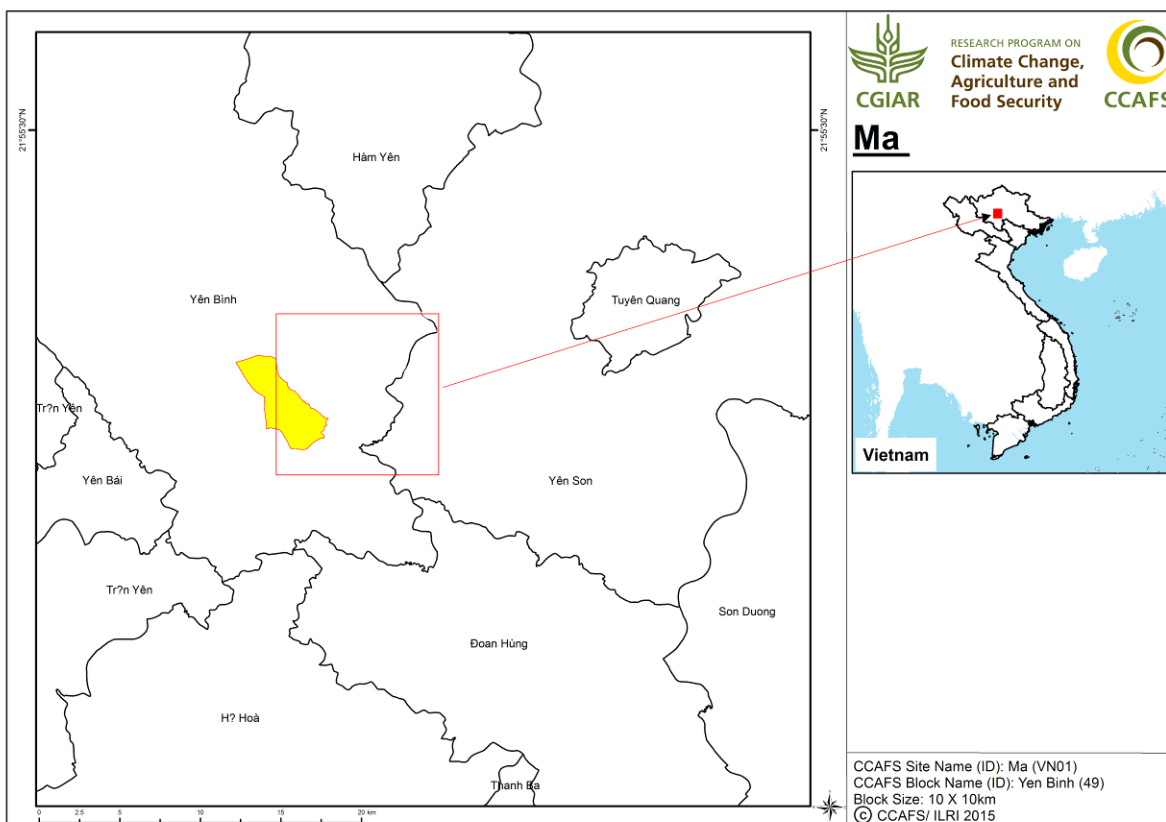 21°55'30"N
Hàm Yên
Yên Bình
Tuyên Quang
Tr?n Yên
Yên Bái
Yên Son
Tr?n Yên
Son Duong
Đoan Hùng
H? Hoà
Thanh Ba
0 2.5 5 10 15 20 km
21°55'30"N
CGIAR
RESEARCH PROGRAM ON
Climate Change,
Agriculture and
Food Security
CCAFS
Ma
Vietnam
CCAFS Site Name (ID): Ma (VN01)
CCAFS Block Name (ID): Yen Binh (49)
Block Size: 10 X 10km
© CCAFS/ ILRI 2015